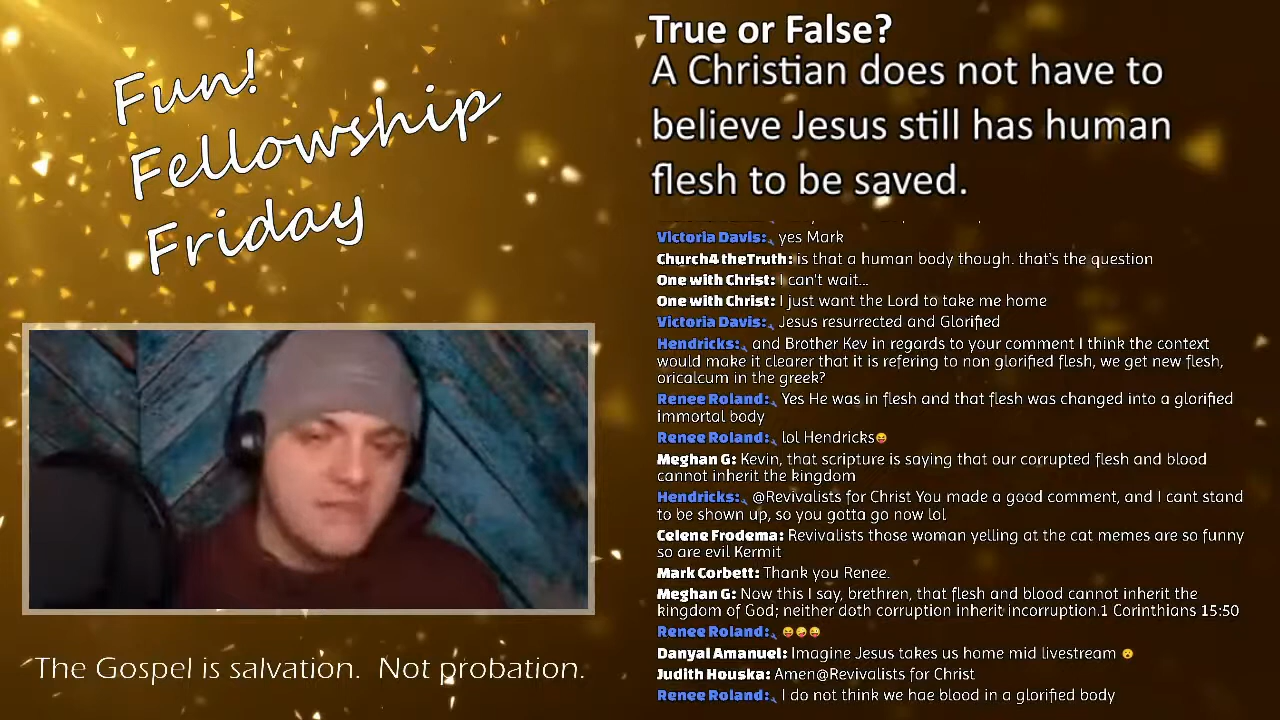 Fun!
Fellowship
Friday
The Gospel is salvation. Not probation.
True or False?
A Christian does not have to
believe Jesus still has human
flesh to be saved.
Victoria Davis: yes Mark
Church4theTruth: is that a human body though. that's the question
One with Christ: I can't wait...
One with Christ: I just want the Lord to take me home
Victoria Davis: Jesus resurrected and Glorified
Hendricks: and Brother Kev in regards to your comment I think the context
would make it clearer that it is refering to non glorified flesh, we get new flesh,
oricalcum in the greek?
Renee Roland: Yes He was in flesh and that flesh was changed into a glorified
immortal body
Renee Roland: lol Hendricks😝
Meghan G: Kevin, that scripture is saying that our corrupted flesh and blood
cannot inherit the kingdom
Hendricks: @Revivalists for Christ You made a good comment, and I cant stand
to be shown up, so you gotta go now lol
Celene Frodema: Revivalists those woman yelling at the cat memes are so funny
so are evil Kermit
Mark Corbett: Thank you Renee.
Meghan G: Now this I say, brethren, that flesh and blood cannot inherit the
kingdom of God; neither doth corruption inherit incorruption.1 Corinthians 15:50
Renee Roland: 😝🤪😜
Danyal Amanuel: Imagine Jesus takes us home mid livestream 😮
Judith Houska: Amen@Revivalists for Christ
Renee Roland: I do not think we hae blood in a glorified body